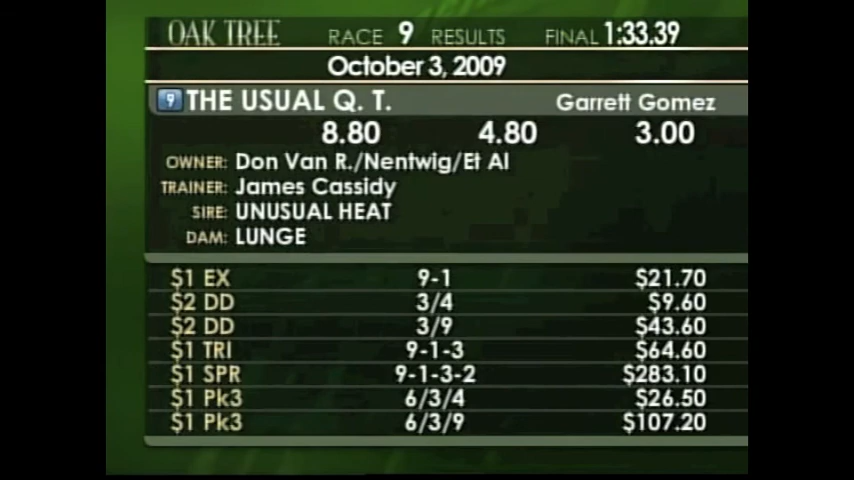 OAK TREE RACE 9 RESULTS FINAL 1:33.39
October 3, 2009
9 THE USUAL Q. T. Garrett Gomez
8.80 4.80 3.00
OWNER: Don Van R./Nentwig/Et Al
TRAINER: James Cassidy
SIRE: UNUSUAL HEAT
DAM: LUNGE
$1 EX 9-1 $21.70
$2 DD 3/4 $9.60
$2 DD 3/9 $43.60
$1 TRI 9-1-3 $64.60
$1 SPR 9-1-3-2 $283.10
$1 Pk3 6/3/4 $26.50
$1 Pk3 6/3/9 $107.20